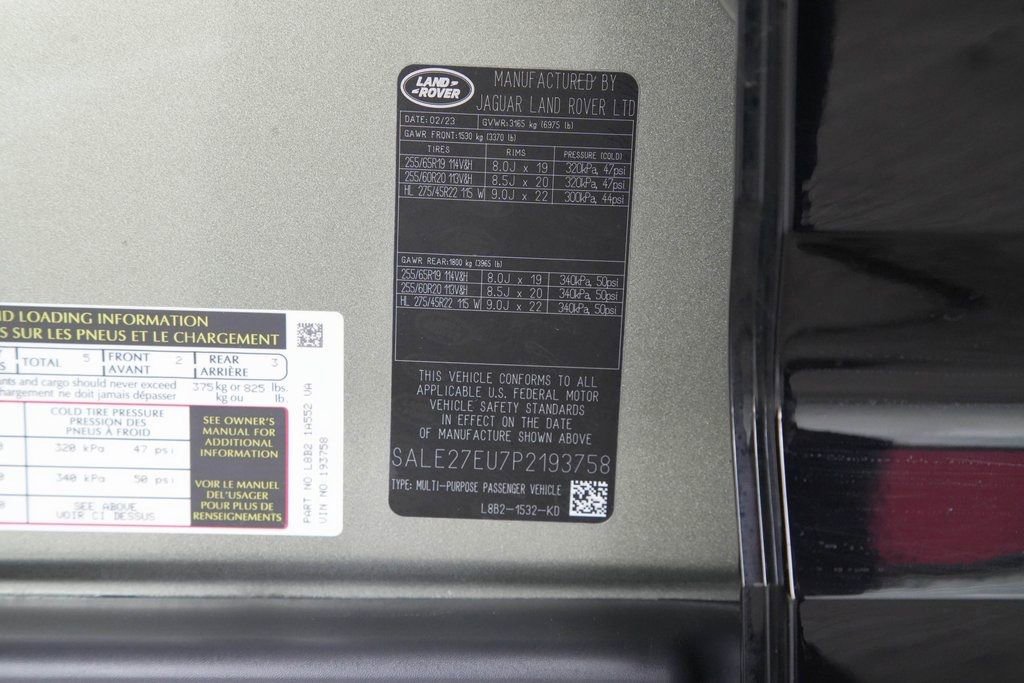 LAND ROVER
MANUFACTURED BY
JAGUAR LAND ROVER LTD
DATE: 02/23 GVWR: 3165 kg (6975 lb)
GAWR FRONT: 1530 kg (3370 lb)
TIRES RIMS PRESSURE (COLD)
255/65R19 114V&H 8.0J x 19 320kPa, 47psi
255/60R20 113V&H 8.5J x 20 320kPa, 47psi
HL 275/45R22 115 W 9.0J x 22 300kPa, 44psi
GAWR REAR: 1800 kg (3965 lb)
255/65R19 114V&H 8.0J x 19 340kPa, 50psi
255/60R20 113V&H 8.5J x 20 340kPa, 50psi
HL 275/45R22 115 W 9.0J x 22 340kPa, 50psi
THIS VEHICLE CONFORMS TO ALL
APPLICABLE U.S. FEDERAL MOTOR
VEHICLE SAFETY STANDARDS
IN EFFECT ON THE DATE
OF MANUFACTURE SHOWN ABOVE
SALE27EU7P2193758
TYPE: MULTI-PURPOSE PASSENGER VEHICLE
L8B2-1532-KD
LOADING INFORMATION
SUR LES PNEUS ET LE CHARGEMENT
TOTAL 5 FRONT 2 REAR 3
AVANT ARRIÈRE
and cargo should never exceed 375 kg or 825 lbs.
ne doit jamais dépasser kg ou lb.
COLD TIRE PRESSURE
PRESSION DES
PNEUS À FROID
320 kPa 47 psi
340 kPa 50 psi
SEE ABOVE
VOIR CI DESSUS
SEE OWNER'S
MANUAL FOR
ADDITIONAL
INFORMATION
VOIR LE MANUEL
DEL'USAGER
POUR PLUS DE
RENSEIGNEMENTS
PART NO L8B2 1A552 VA
VIN NO 193758